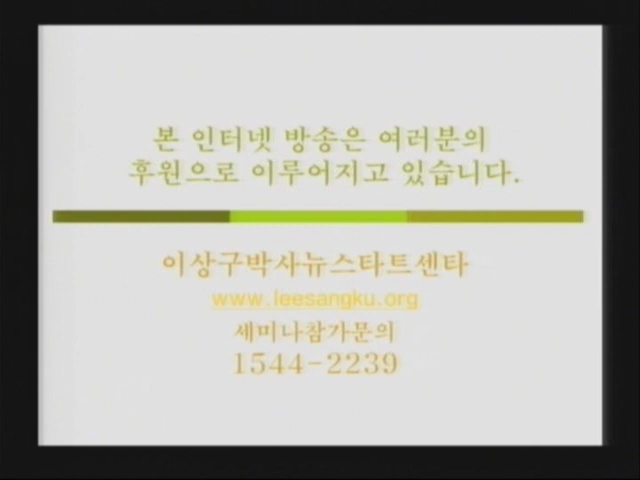 본 인터넷 방송은 여러분의
후원으로 이루어지고 있습니다.
이상구박사뉴스타트센타
www.leesangku.org
세미나참가문의
1544-2239